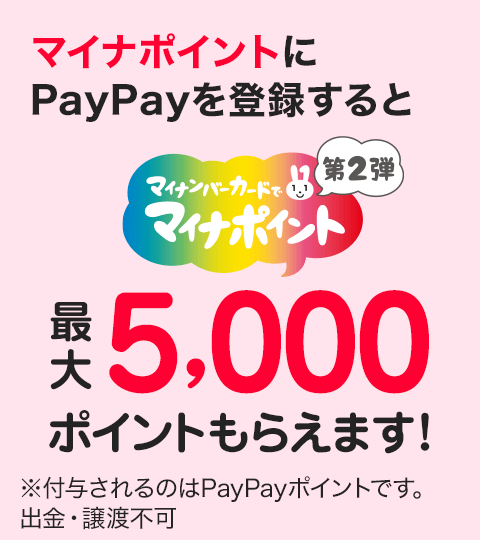 マイナポイントに
PayPayを登録すると
第2弾
マイナンバーカードで
マイナポイント
最大
5,000
ポイントもらえます!
※付与されるのはPayPayポイントです。
出金・譲渡不可